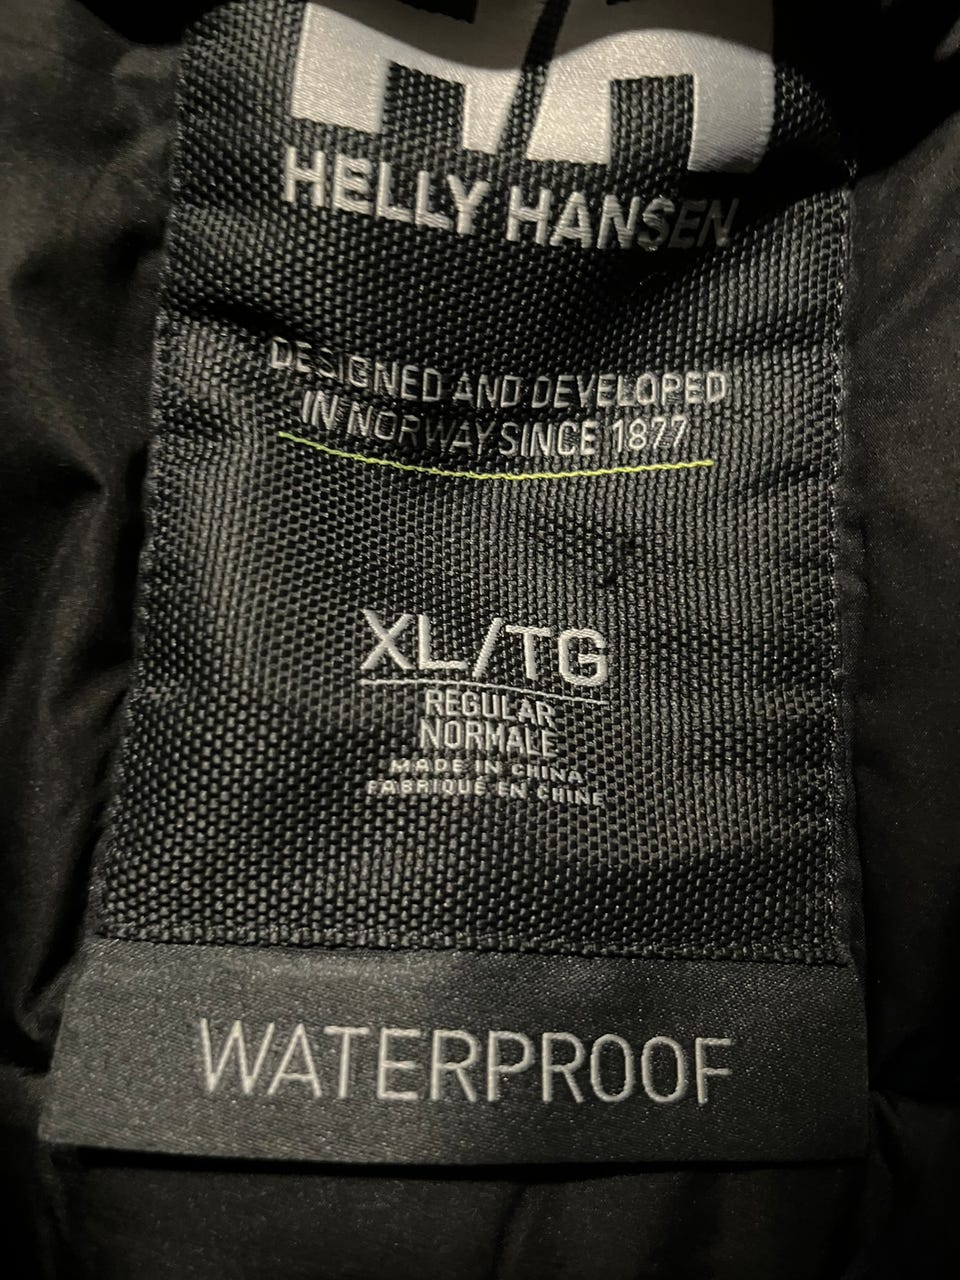 HH
HELLY HANSEN
DESIGNED AND DEVELOPED
IN NORWAY SINCE 1877
XL/TG
REGULAR
NORMALE
MADE IN CHINA
FABRIQUÉ EN CHINE
WATERPROOF